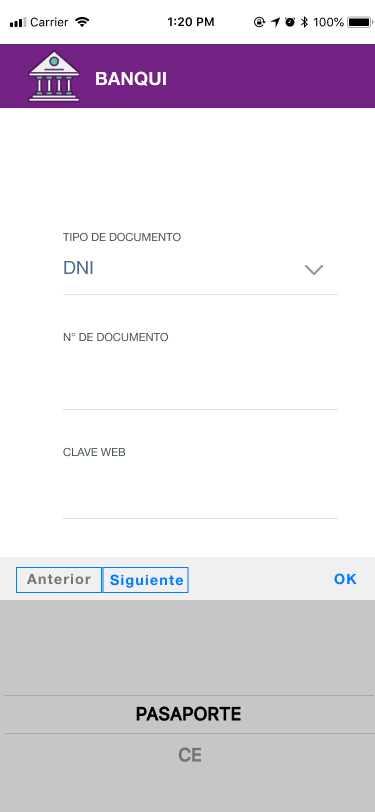 Carrier 1:20 PM 100%
BANQUI
TIPO DE DOCUMENTO
DNI
N° DE DOCUMENTO
CLAVE WEB
Anterior Siguiente OK
PASAPORTE
CE